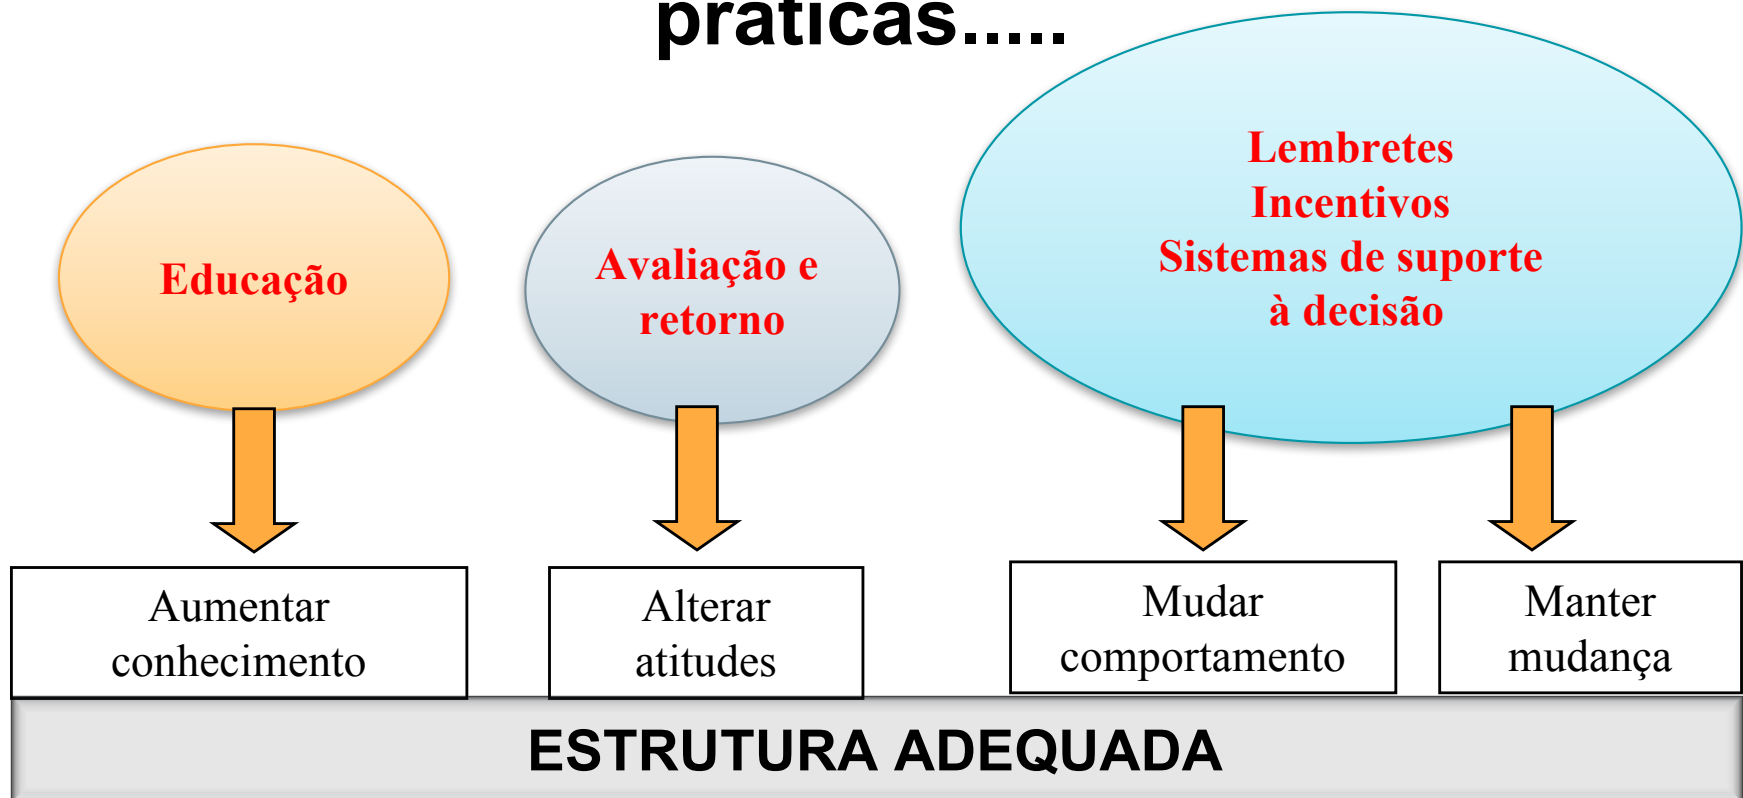 práticas.....
Educação
Avaliação e
retorno
Lembretes
Incentivos
Sistemas de suporte
à decisão
Aumentar
conhecimento
Alterar
atitudes
Mudar
comportamento
Manter
mudança
ESTRUTURA ADEQUADA